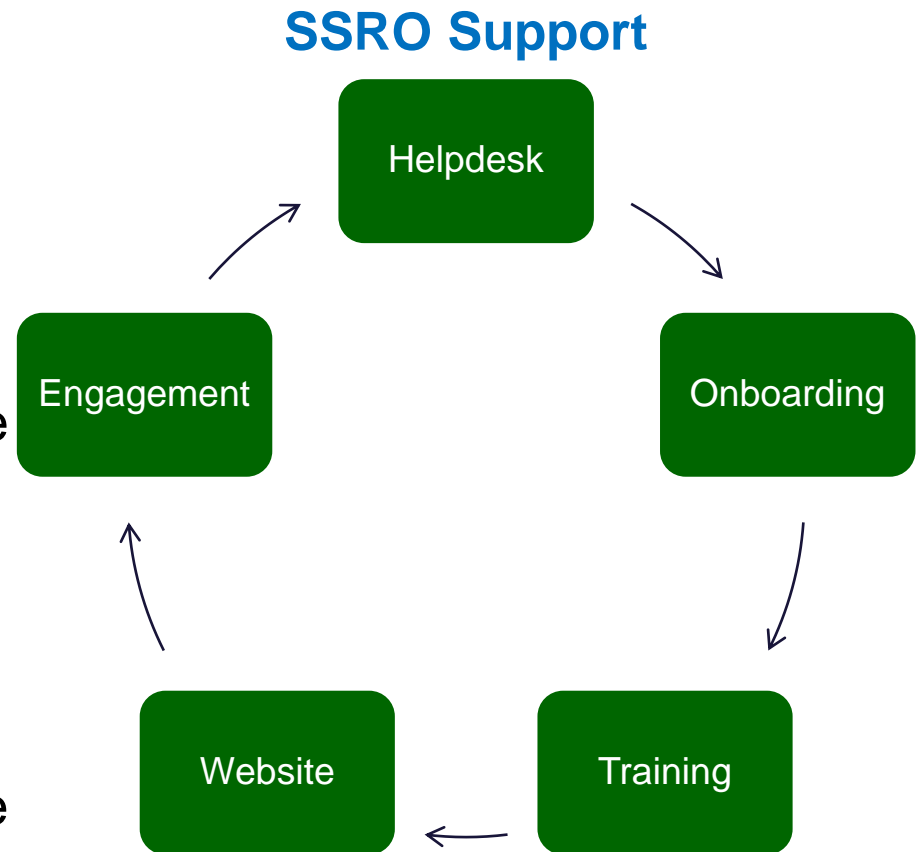 SSRO Support
Helpdesk
Engagement
Onboarding
e
Website
Training
e